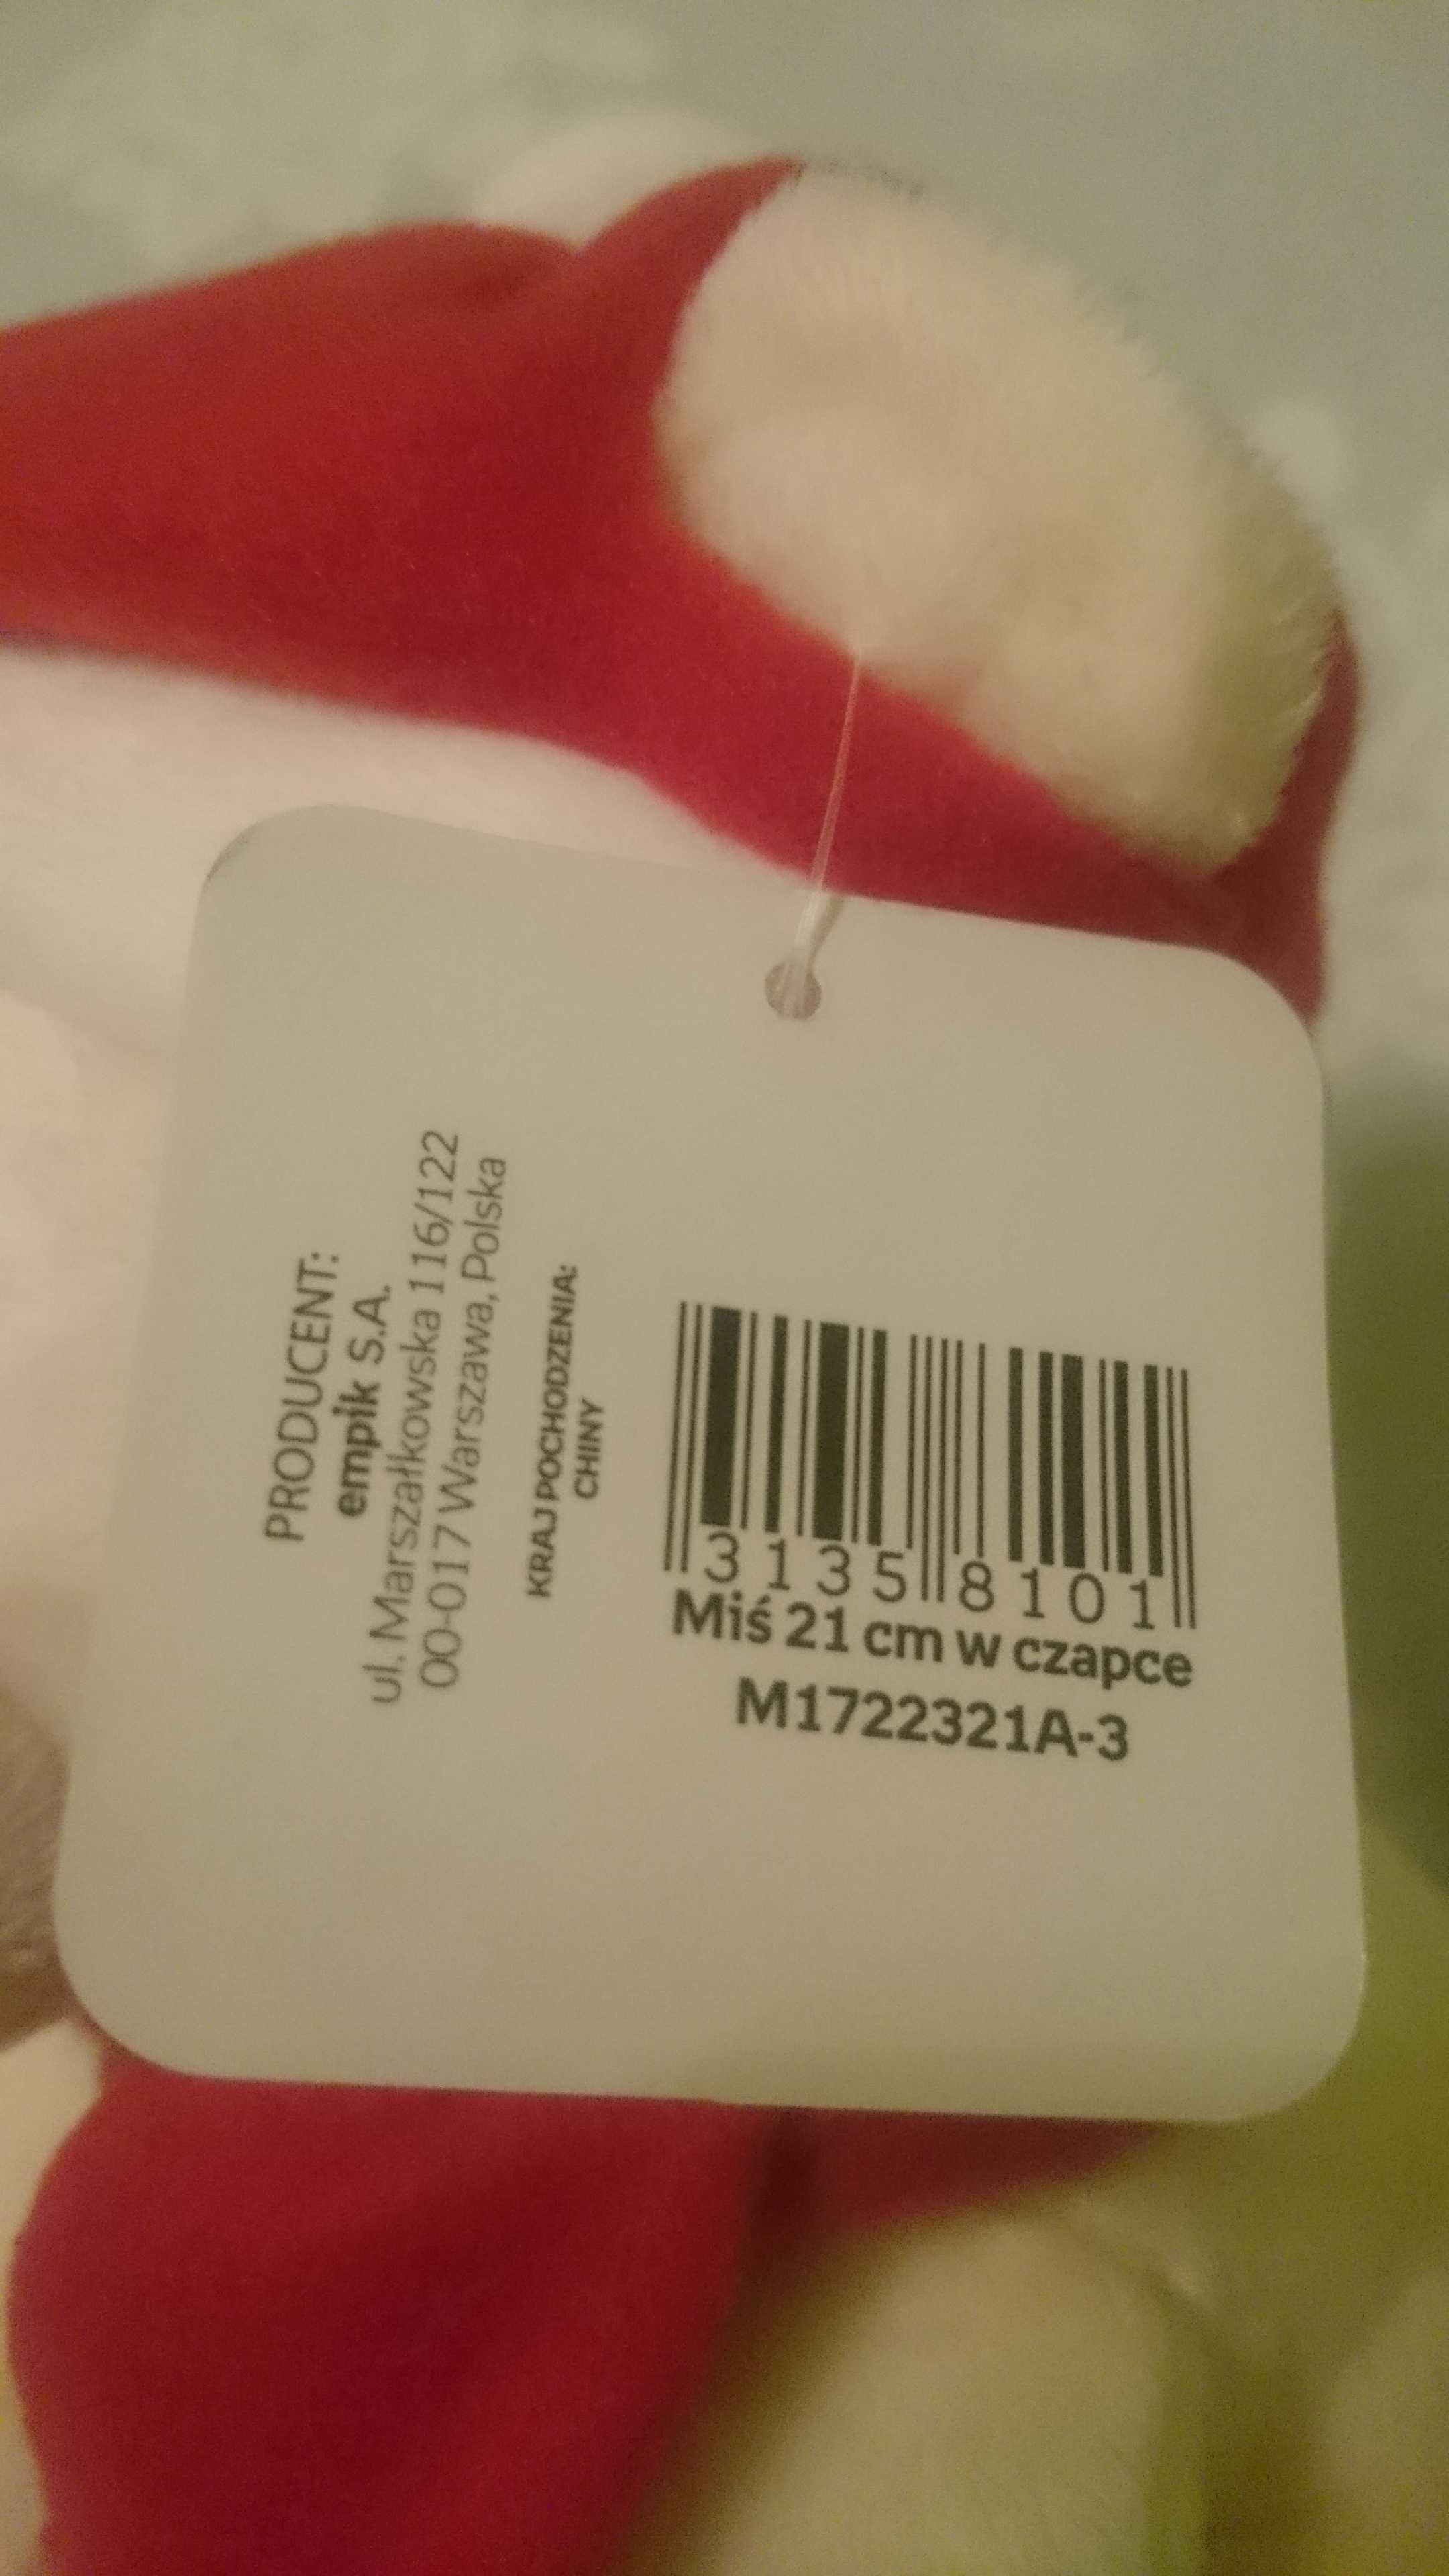 PRODUCENT:
empik S.A.
ul. Marszałkowska 116/122
00-017 Warszawa, Polska
KRAJ POCHODZENIA:
CHINY
3135 8101
Miś 21 cm w czapce
M1722321A-3